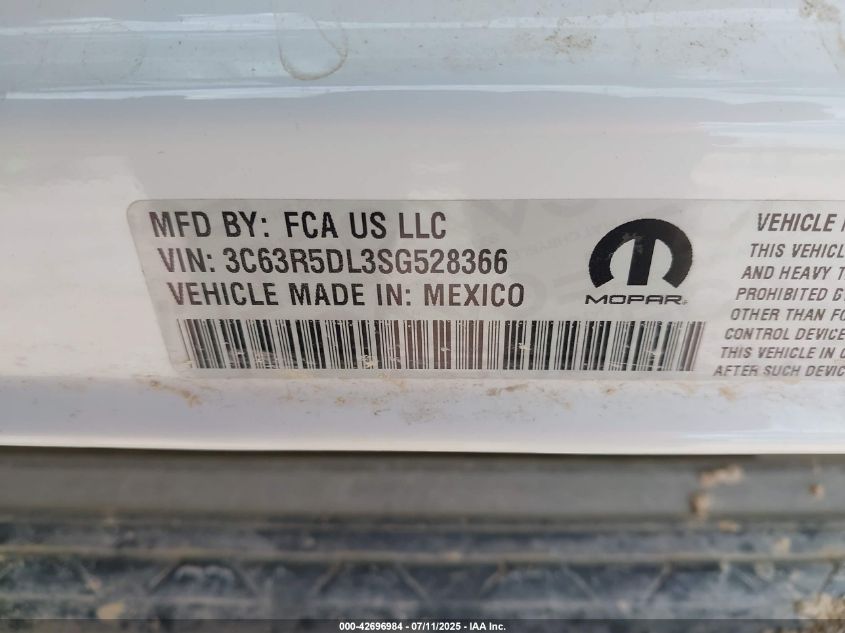 MFD BY: FCA US LLC
VIN: 3C63R5DL3SG528366
VEHICLE MADE IN: MEXICO
MOPAR
VEHICLE
THIS VEHICL
AND HEAVY T
PROHIBITED
OTHER THAN FO
CONTROL DEVICE
THIS VEHICLE IN
AFTER SUCH DEVIC
000-42696984 / 07/11/2025 - IAA Inc.